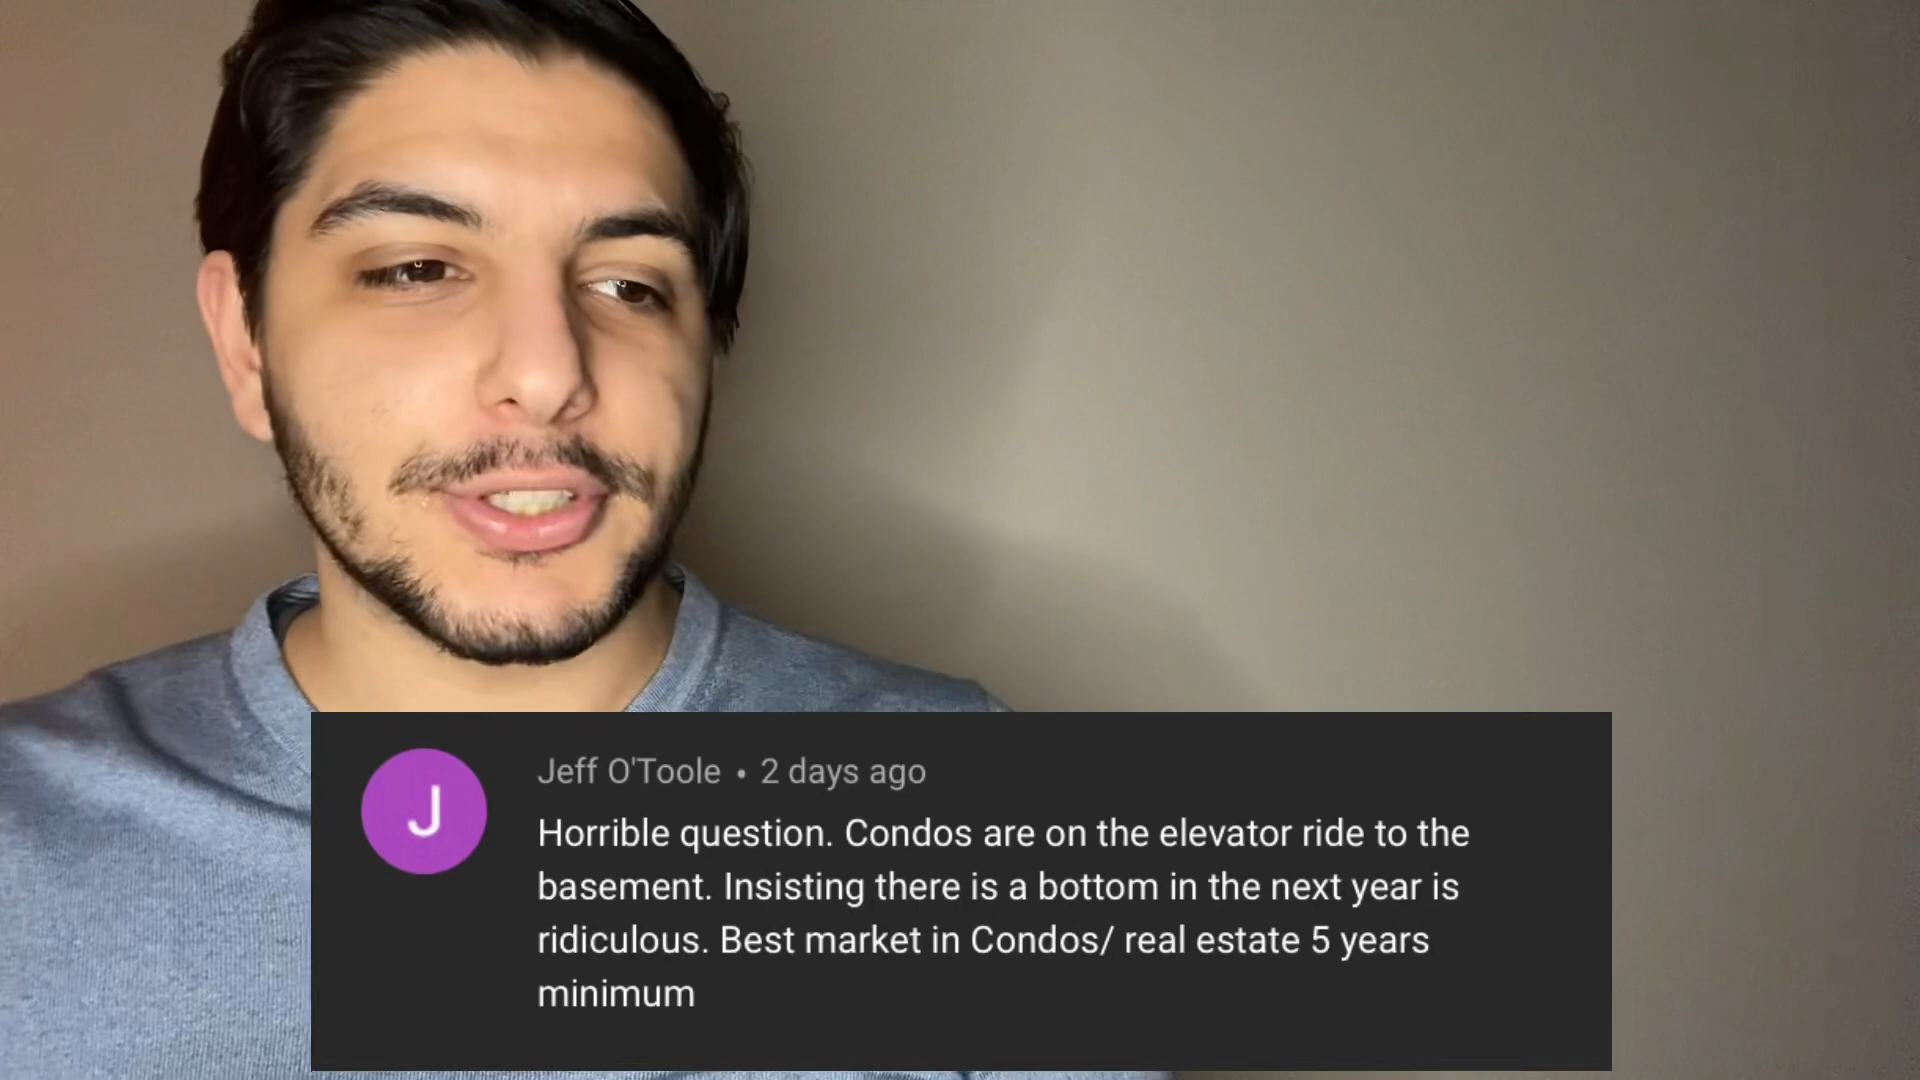 J
Jeff O'Toole • 2 days ago
Horrible question. Condos are on the elevator ride to the
basement. Insisting there is a bottom in the next year is
ridiculous. Best market in Condos/ real estate 5 years
minimum